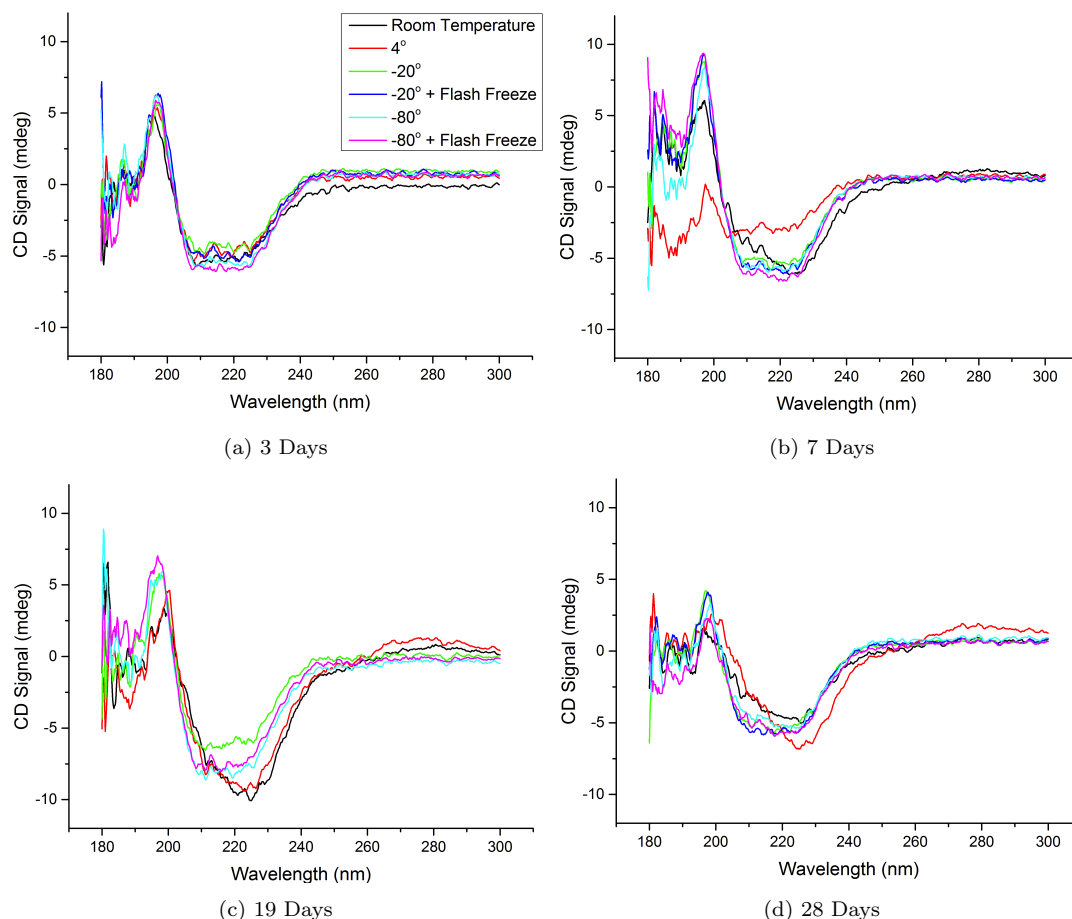 Room Temperature
4°
-20°
-20° + Flash Freeze
-80°
-80° + Flash Freeze
CD Signal (mdeg)
10
5
0
-5
-10
180 200 220 240 260 280 300
Wavelength (nm)
(a) 3 Days
CD Signal (mdeg)
10
5
0
-5
-10
180 200 220 240 260 280 300
Wavelength (nm)
(b) 7 Days
CD Signal (mdeg)
10
5
0
-5
-10
180 200 220 240 260 280 300
Wavelength (nm)
(c) 19 Days
CD Signal (mdeg)
10
5
0
-5
-10
180 200 220 240 260 280 300
Wavelength (nm)
(d) 28 Days